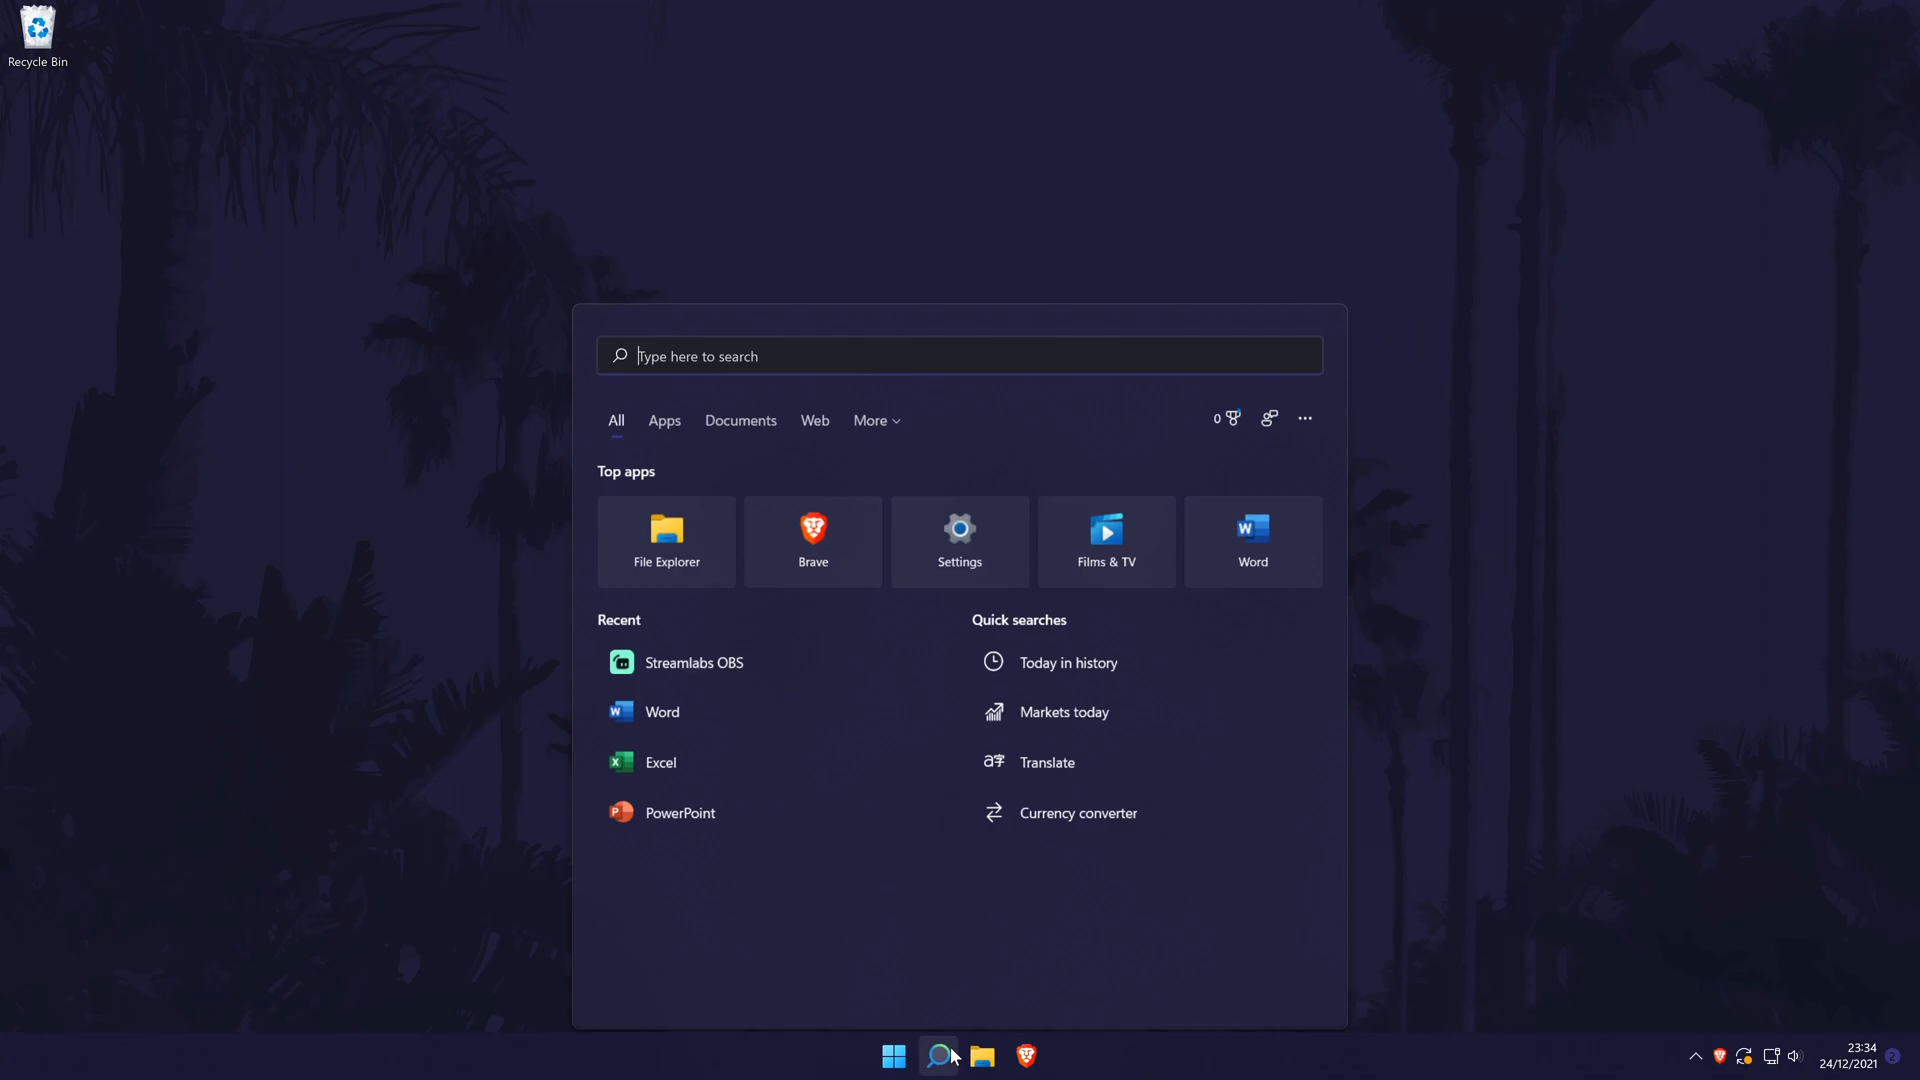 Recycle Bin
Type here to search
All Apps Documents Web More
0
Top apps
File Explorer Brave Settings Films & TV Word
Recent Quick searches
Streamlabs OBS Today in history
Word Markets today
Excel Translate
PowerPoint Currency converter
23:34
24/12/2021 2